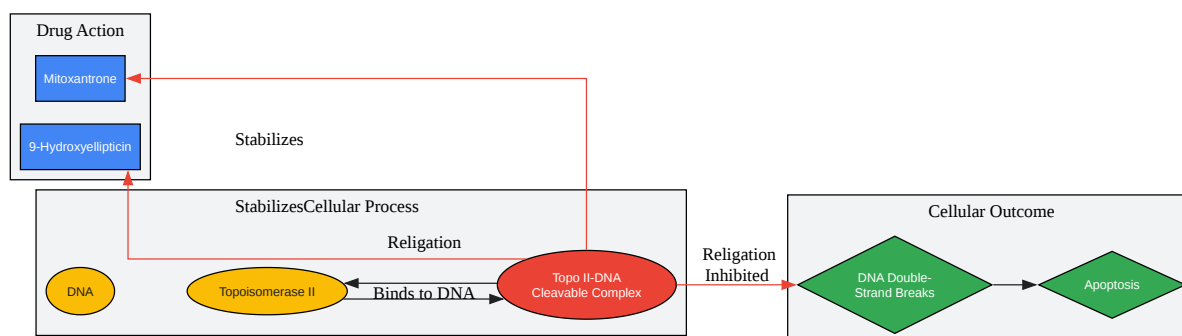 Drug Action
Mitoxantrone
9-Hydroxyellipticin
Stabilizes
StabilizesCellular Process
Religation
DNA
Topoisomerase II
Binds to DNA
Topo II-DNA
Cleavable Complex
Religation
Inhibited
Cellular Outcome
DNA Double-
Strand Breaks
Apoptosis